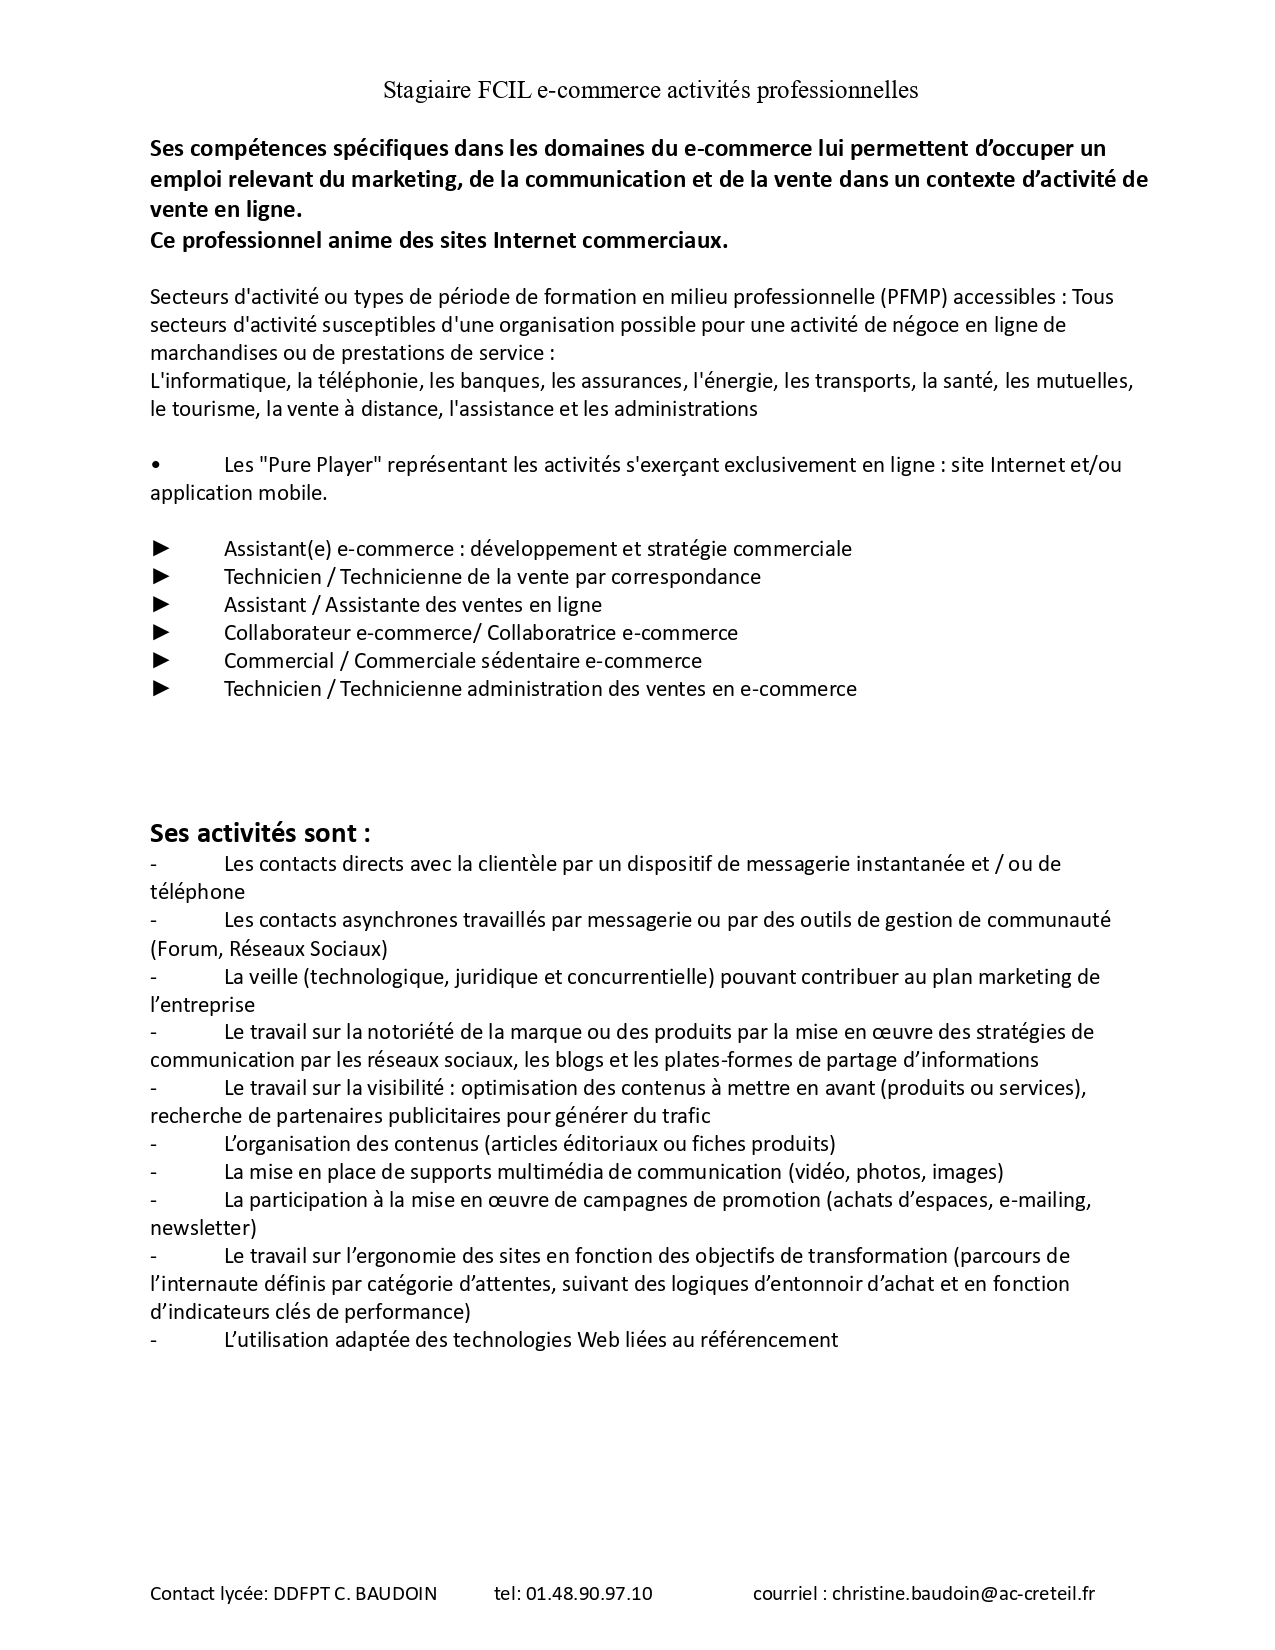 Stagiaire FCIL e-commerce activités professionnelles
Ses compétences spécifiques dans les domaines du e-commerce lui permettent d’occuper un
emploi relevant du marketing, de la communication et de la vente dans un contexte d’activité de
vente en ligne.
Ce professionnel anime des sites Internet commerciaux.
Secteurs d'activité ou types de période de formation en milieu professionnelle (PFMP) accessibles : Tous
secteurs d'activité susceptibles d'une organisation possible pour une activité de négoce en ligne de
marchandises ou de prestations de service :
L'informatique, la téléphonie, les banques, les assurances, l'énergie, les transports, la santé, les mutuelles,
le tourisme, la vente à distance, l'assistance et les administrations
• Les "Pure Player" représentant les activités s'exerçant exclusivement en ligne : site Internet et/ou
application mobile.
► Assistant(e) e-commerce : développement et stratégie commerciale
► Technicien / Technicienne de la vente par correspondance
► Assistant / Assistante des ventes en ligne
► Collaborateur e-commerce/ Collaboratrice e-commerce
► Commercial / Commerciale sédentaire e-commerce
► Technicien / Technicienne administration des ventes en e-commerce
Ses activités sont :
- Les contacts directs avec la clientèle par un dispositif de messagerie instantanée et / ou de
téléphone
- Les contacts asynchrones travaillés par messagerie ou par des outils de gestion de communauté
(Forum, Réseaux Sociaux)
- La veille (technologique, juridique et concurrentielle) pouvant contribuer au plan marketing de
l’entreprise
- Le travail sur la notoriété de la marque ou des produits par la mise en œuvre des stratégies de
communication par les réseaux sociaux, les blogs et les plates-formes de partage d’informations
- Le travail sur la visibilité : optimisation des contenus à mettre en avant (produits ou services),
recherche de partenaires publicitaires pour générer du trafic
- L’organisation des contenus (articles éditoriaux ou fiches produits)
- La mise en place de supports multimédia de communication (vidéo, photos, images)
- La participation à la mise en œuvre de campagnes de promotion (achats d’espaces, e-mailing,
newsletter)
- Le travail sur l’ergonomie des sites en fonction des objectifs de transformation (parcours de
l’internaute définis par catégorie d’attentes, suivant des logiques d’entonnoir d’achat et en fonction
d’indicateurs clés de performance)
- L’utilisation adaptée des technologies Web liées au référencement
Contact lycée: DDFPT C. BAUDOIN tel: 01.48.90.97.10 courriel : christine.baudoin@ac-creteil.fr